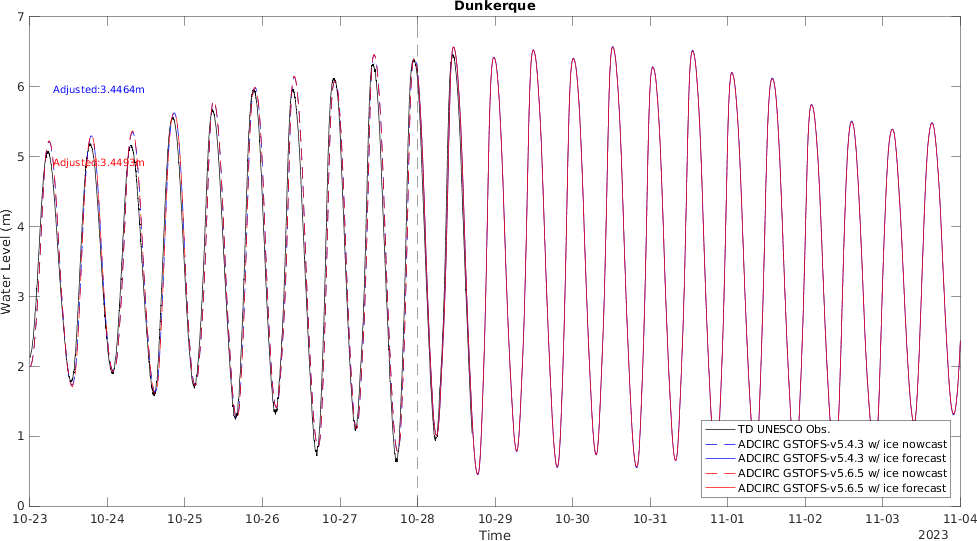 Dunkerque
Water Level (m)
7
6
5
4
3
2
1
0
Adjusted:3.4464m
Adjusted:3.4493m
TD UNESCO Obs.
ADCIRC GSTOFS-v5.4.3 w/ ice nowcast
ADCIRC GSTOFS-v5.4.3 w/ ice forecast
ADCIRC GSTOFS-v5.6.5 w/ ice nowcast
ADCIRC GSTOFS-v5.6.5 w/ ice forecast
10-23 10-24 10-25 10-26 10-27 10-28 10-29 10-30 10-31 11-01 11-02 11-03 11-04
Time
2023